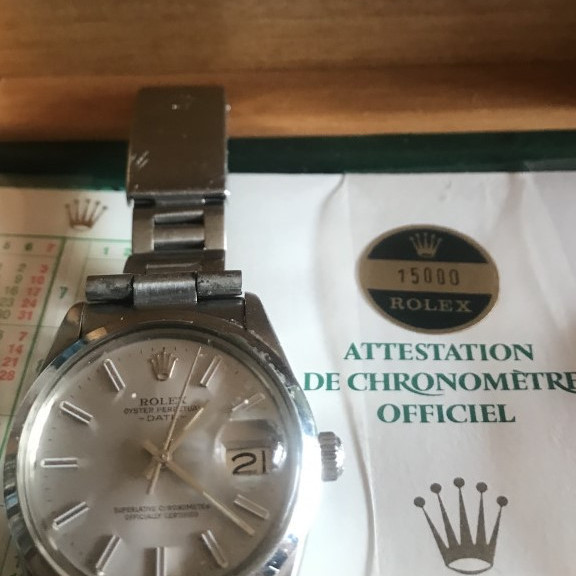 ROLEX
OYSTER PERPETUAL
-DATE-
21
SUPERLATIVE CHRONOMETER
OFFICIALLY CERTIFIED
15000
ROLEX
ATTESTATION
DE CHRONOMÈTRE
OFFICIEL